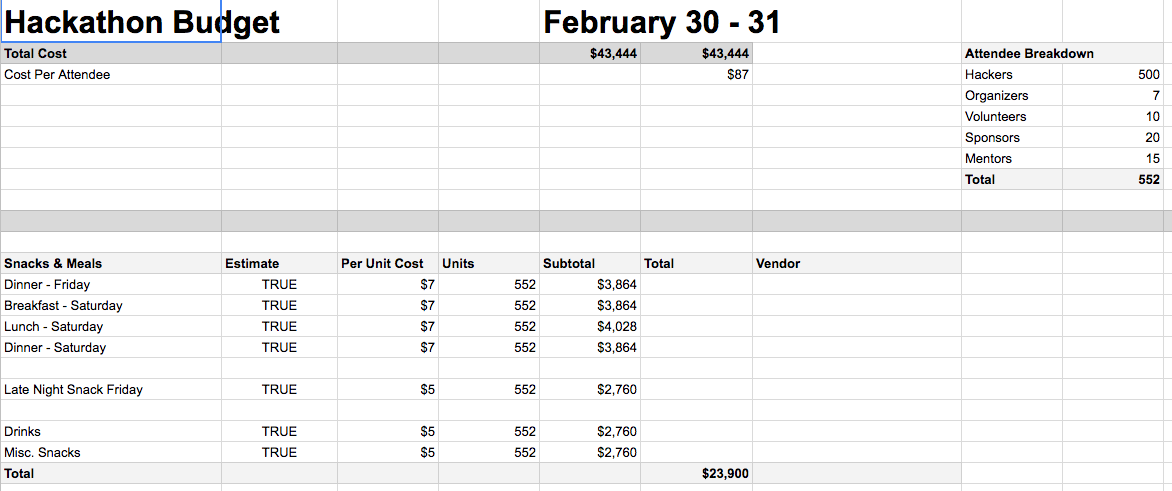 Hackathon Budget February 30 - 31
Total Cost $43,444 $43,444 Attendee Breakdown
Cost Per Attendee $87 Hackers 500
Organizers 7
Volunteers 10
Sponsors 20
Mentors 15
Total 552
Snacks & Meals Estimate Per Unit Cost Units Subtotal Total Vendor
Dinner - Friday TRUE $7 552 $3,864
Breakfast - Saturday TRUE $7 552 $3,864
Lunch - Saturday TRUE $7 552 $4,028
Dinner - Saturday TRUE $7 552 $3,864
Late Night Snack Friday TRUE $5 552 $2,760
Drinks TRUE $5 552 $2,760
Misc. Snacks TRUE $5 552 $2,760
Total $23,900